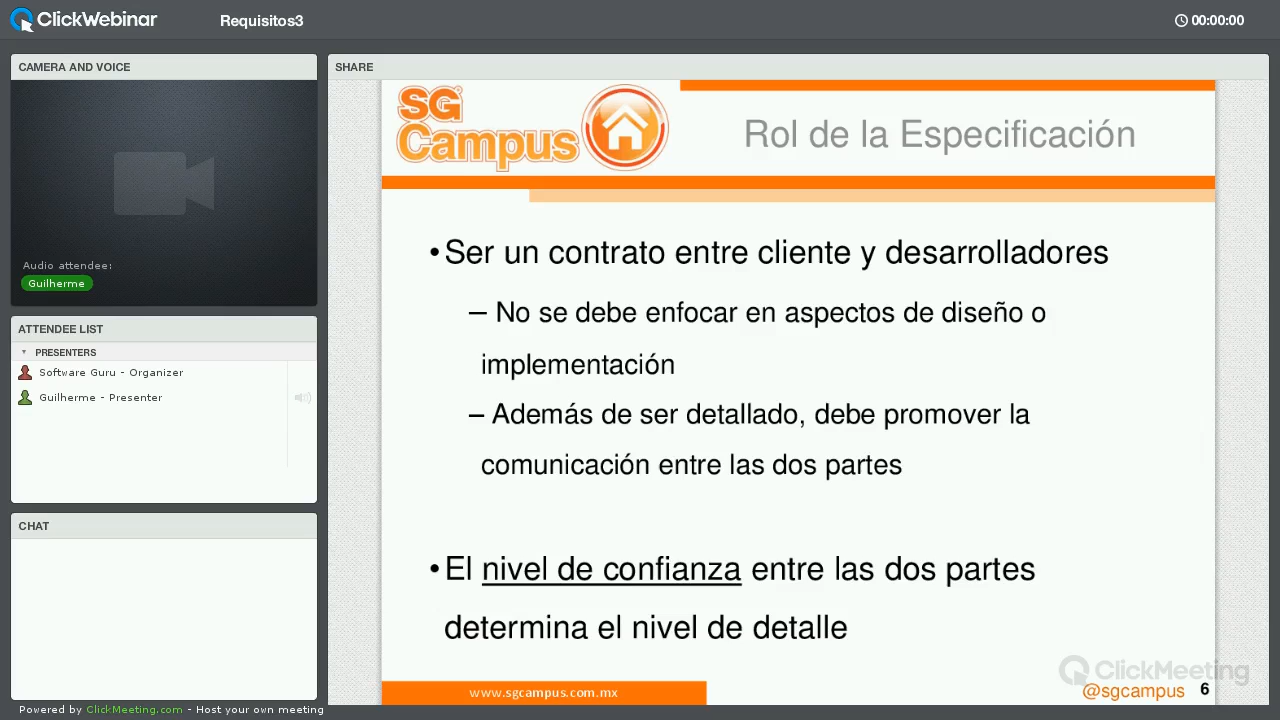 ClickWebinar
Requisitos3
00:00:00
CAMERA AND VOICE
Audio attendee:
Guilherme
ATTENDEE LIST
PRESENTERS
Software Guru - Organizer
Guilherme - Presenter
CHAT
Powered by ClickMeeting.com - Host your own meeting
SHARE
SG
Campus
Rol de la Especificación
•Ser un contrato entre cliente y desarrolladores
– No se debe enfocar en aspectos de diseño o
implementación
– Además de ser detallado, debe promover la
comunicación entre las dos partes
•El nivel de confianza entre las dos partes
determina el nivel de detalle
ClickMeeting
www.sgcampus.com.mx
@sgcampus 6